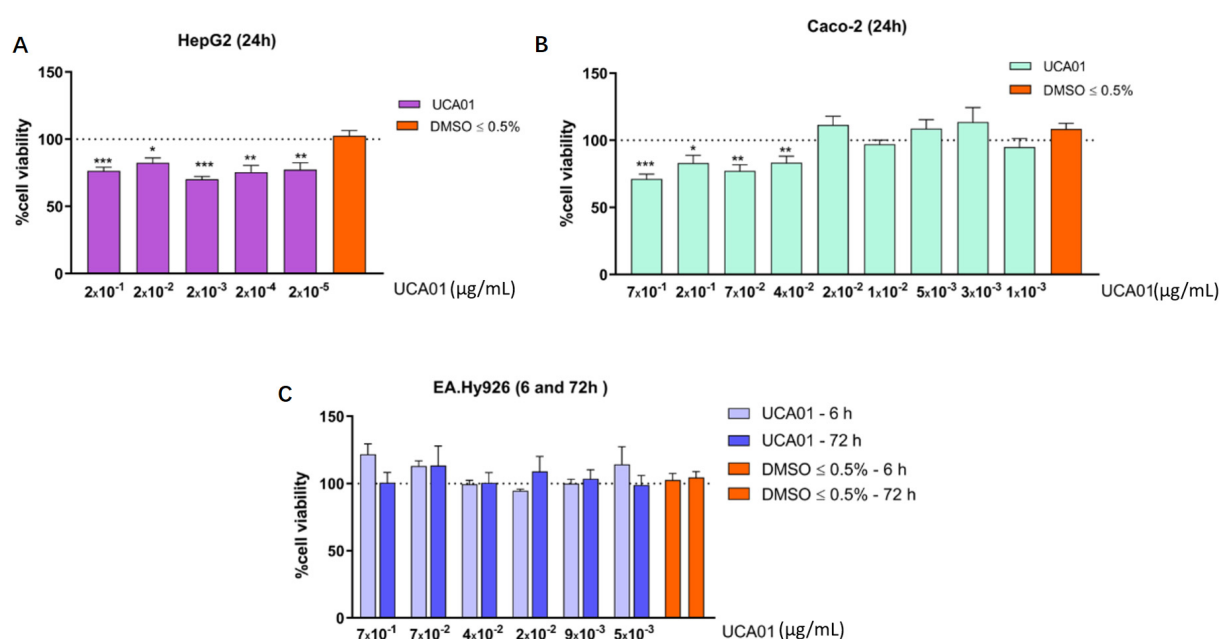 A
HepG2 (24h)
%cell viability
150
100
50
0
*** * *** ** **
UCA01
DMSO ≤ 0.5%
2x10⁻¹ 2x10⁻² 2x10⁻³ 2x10⁻⁴ 2x10⁻⁵ UCA01 (µg/mL)
B
Caco-2 (24h)
%cell viability
150
100
50
0
*** * ** **
UCA01
DMSO ≤ 0.5%
7x10⁻¹ 2x10⁻¹ 7x10⁻² 4x10⁻² 2x10⁻² 1x10⁻² 5x10⁻³ 3x10⁻³ 1x10⁻³ UCA01(µg/mL)
C
EA.Hy926 (6 and 72h )
%cell viability
150
100
50
0
UCA01 - 6 h
UCA01 - 72 h
DMSO ≤ 0.5% - 6 h
DMSO ≤ 0.5% - 72 h
7x10⁻¹ 7x10⁻² 4x10⁻² 2x10⁻² 9x10⁻³ 5x10⁻³ UCA01 (µg/mL)